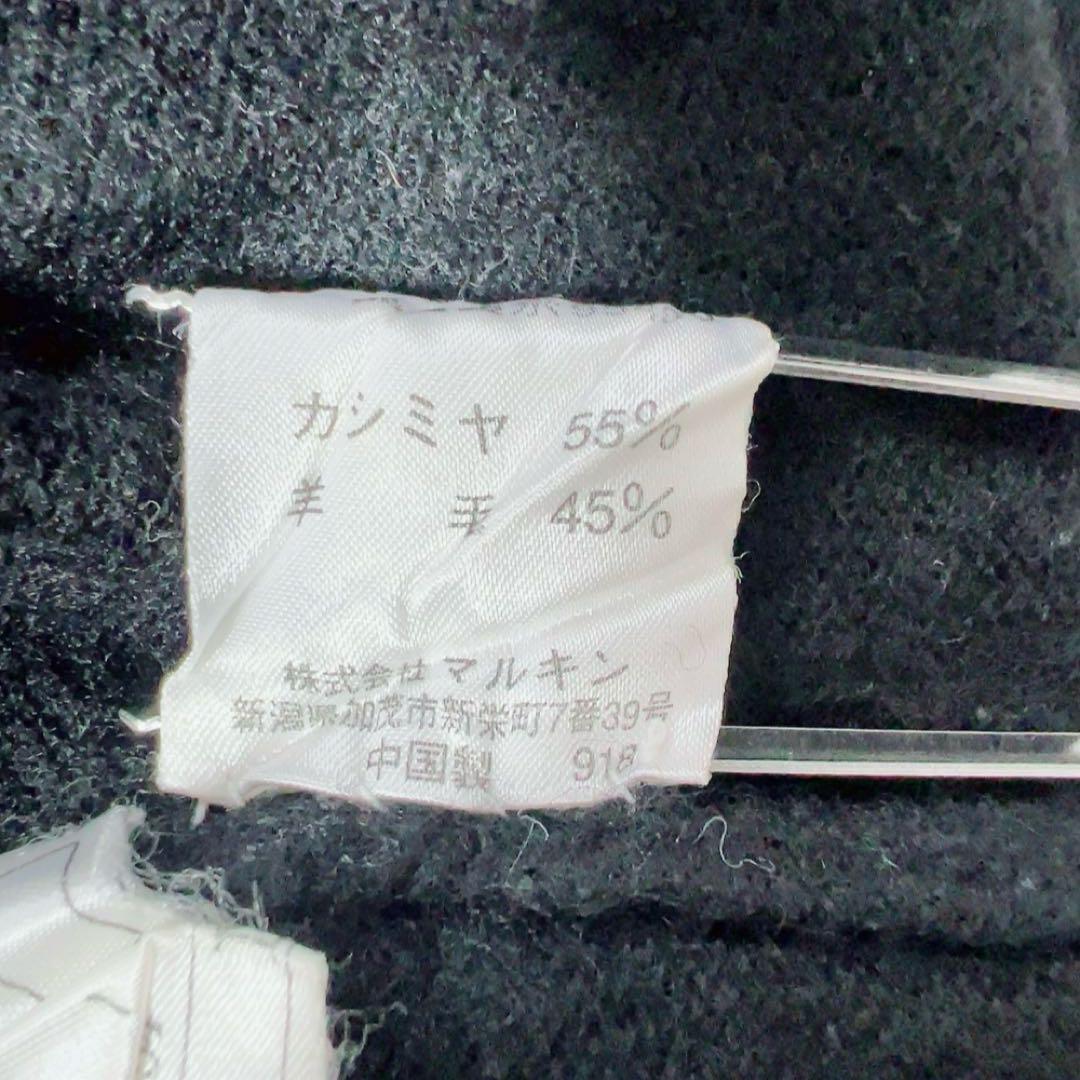 カシミヤ 55%
羊 毛 45%
株式会社マルキン
新潟県加茂市新栄町7番39号
中国製 918